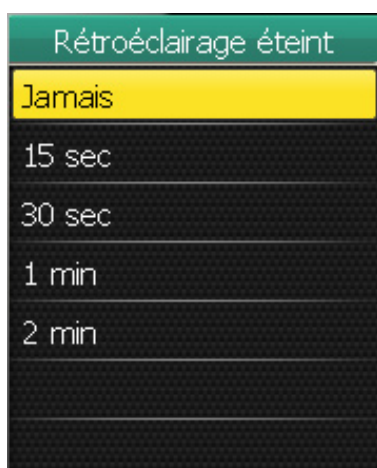 Rétroéclairage éteint
Jamais
15 sec
30 sec
1 min
2 min